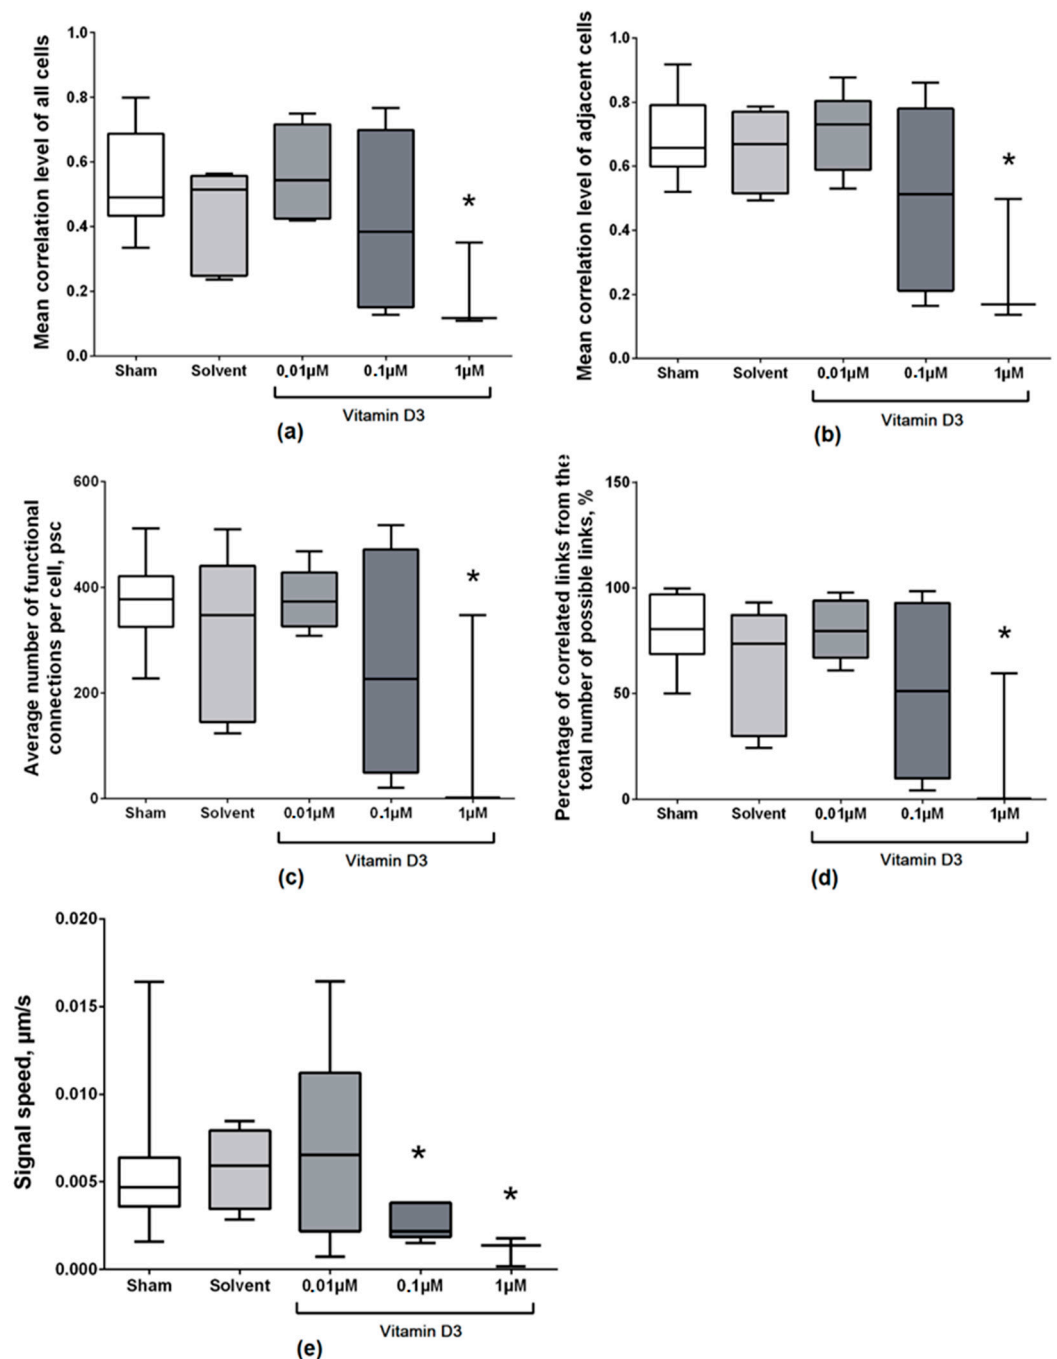 Mean correlation level of all cells
1.0
0.8
0.6
0.4
0.2
0.0
*
Sham Solvent 0.01µM 0.1µM 1µM
Vitamin D3
(a)
Mean correlation level of adjacent cells
1.0
0.8
0.6
0.4
0.2
0.0
*
Sham Solvent 0.01µM 0.1µM 1µM
Vitamin D3
(b)
Average number of functional
connections per cell, psc
600
400
200
0
*
Sham Solvent 0.01µM 0.1µM 1µM
Vitamin D3
(c)
Percentage of correlated links from the
total number of possible links, %
150
100
50
0
*
Sham Solvent 0.01µM 0.1µM 1µM
Vitamin D3
(d)
Signal speed, µm/s
0.020
0.015
0.010
0.005
0.000
*
*
Sham Solvent 0.01µM 0.1µM 1µM
Vitamin D3
(e)